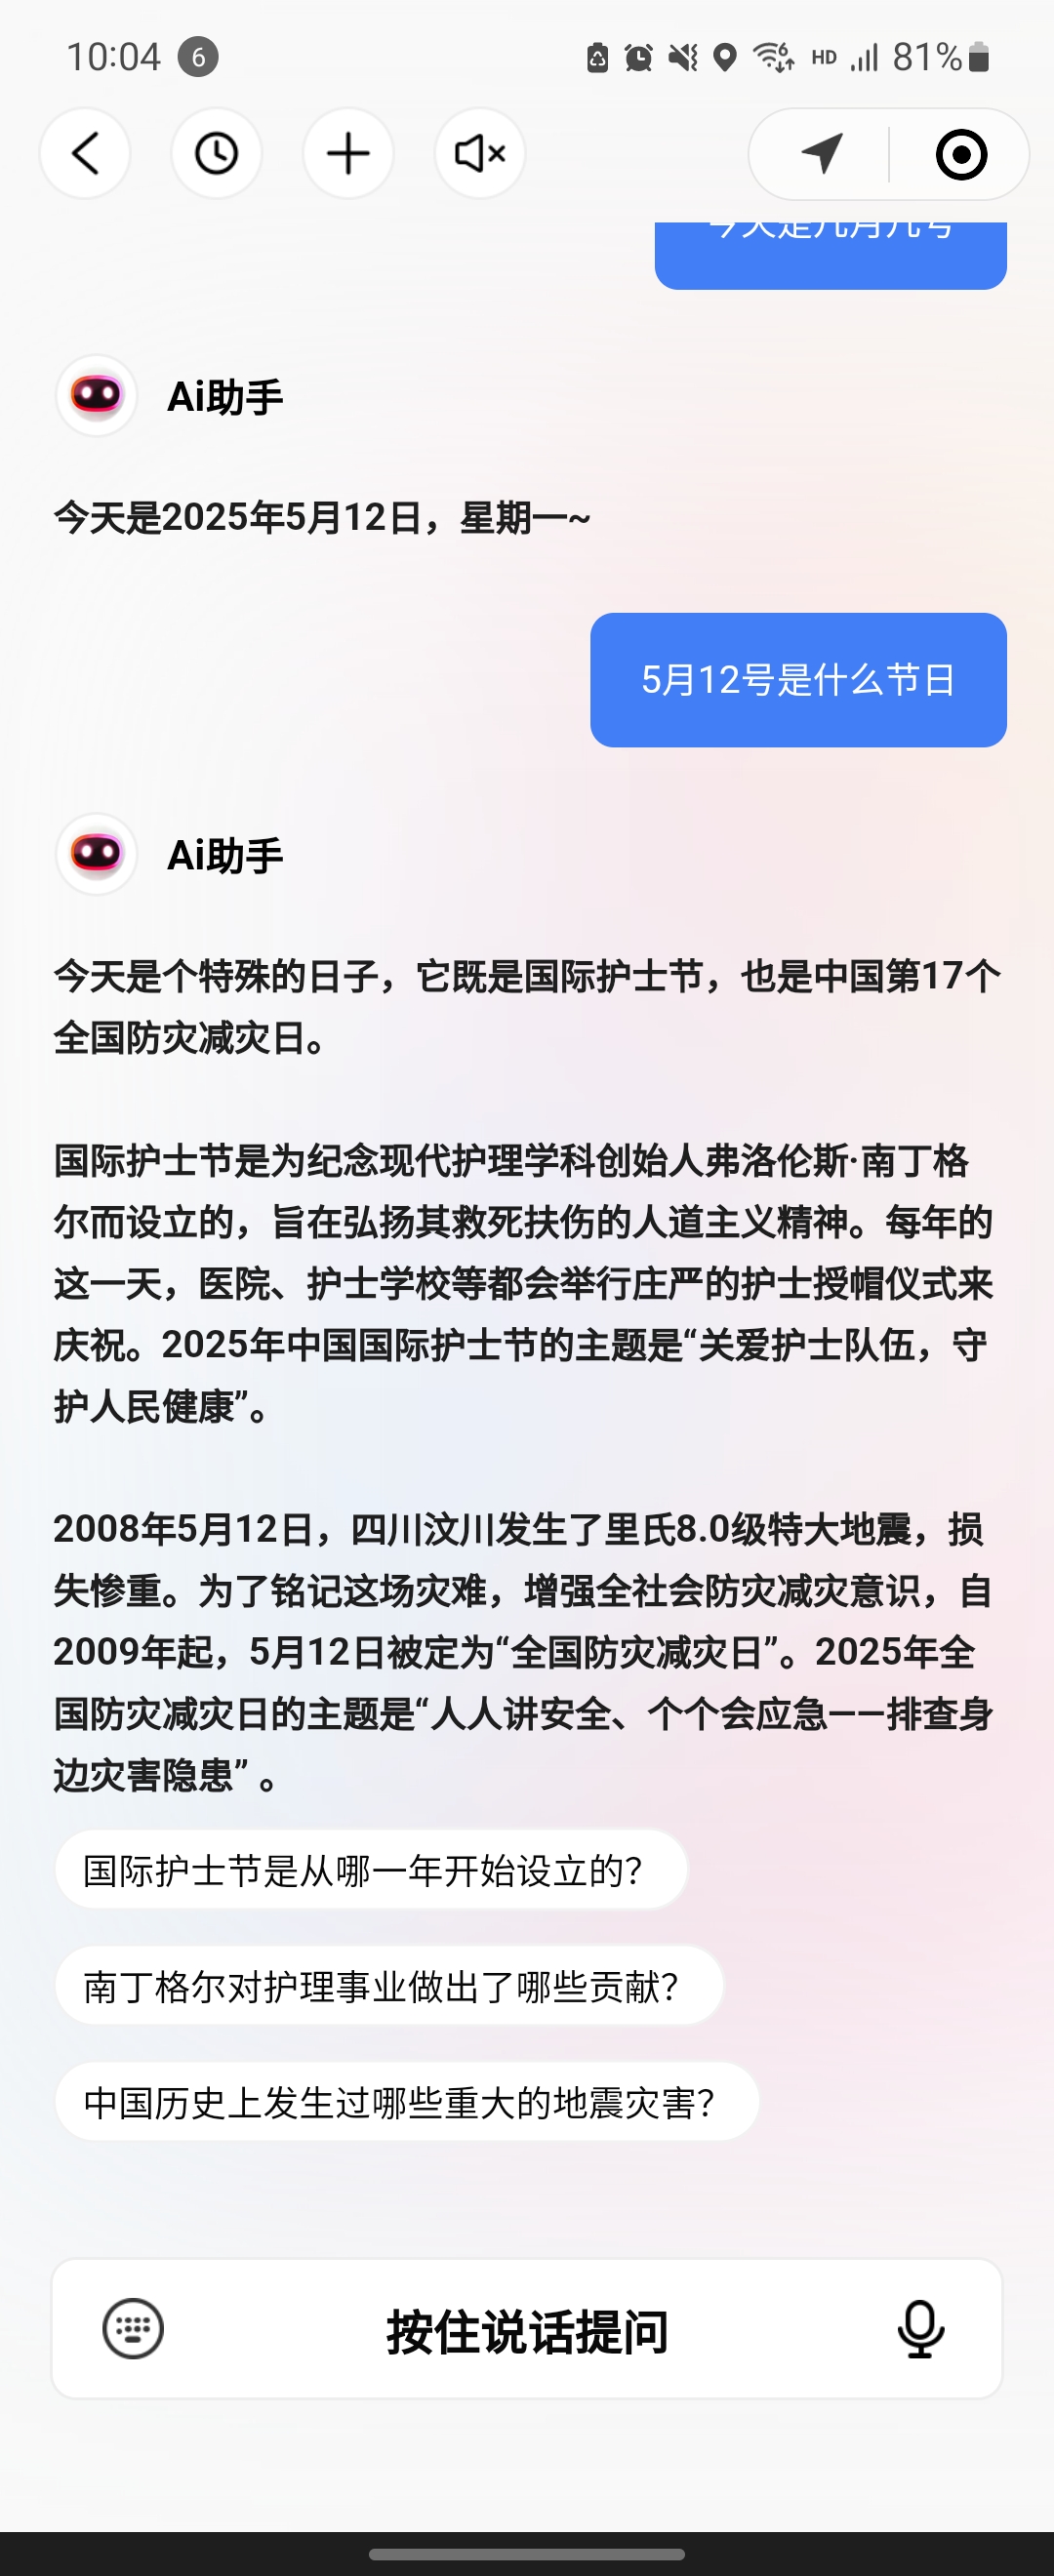 10:04 6 HD 81%
今天是几月几号
Ai助手
今天是2025年5月12日，星期一~
5月12号是什么节日
Ai助手
今天是个特殊的日子，它既是国际护士节，也是中国第17个
全国防灾减灾日。
国际护士节是为纪念现代护理学科创始人弗洛伦斯·南丁格
尔而设立的，旨在弘扬其救死扶伤的人道主义精神。每年的
这一天，医院、护士学校等都会举行庄严的护士授帽仪式来
庆祝。2025年中国国际护士节的主题是“关爱护士队伍，守
护人民健康”。
2008年5月12日，四川汶川发生了里氏8.0级特大地震，损
失惨重。为了铭记这场灾难，增强全社会防灾减灾意识，自
2009年起，5月12日被定为“全国防灾减灾日”。2025年全
国防灾减灾日的主题是“人人讲安全、个个会应急——排查身
边灾害隐患” 。
国际护士节是从哪一年开始设立的？
南丁格尔对护理事业做出了哪些贡献？
中国历史上发生过哪些重大的地震灾害？
按住说话提问